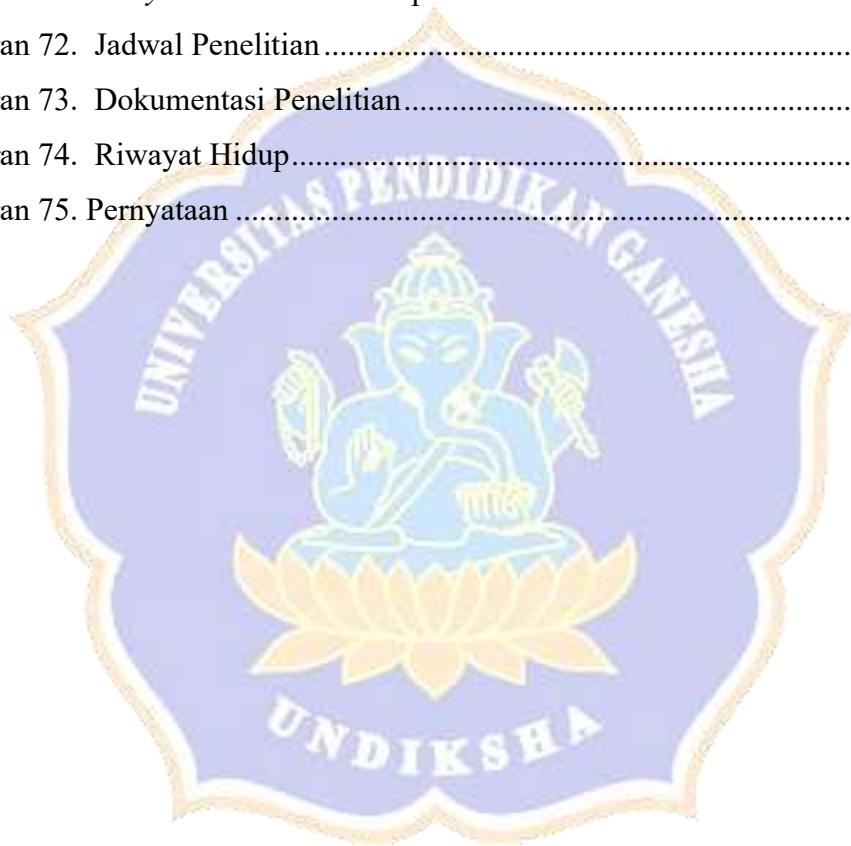 an 72. Jadwal Penelitian ........................................................................
an 73. Dokumentasi Penelitian ..............................................................
an 74. Riwayat Hidup ............................................................................
an 75. Pernyataan ..................................................................................
UNIVERSITAS PENDIDIKAN GANESHA
UNDIKSHA